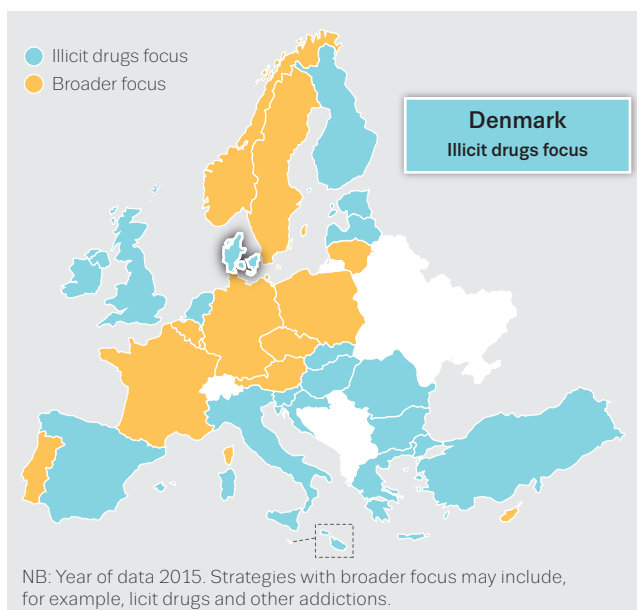 Illicit drugs focus
Broader focus
Denmark
Illicit drugs focus
NB: Year of data 2015. Strategies with broader focus may include,
for example, licit drugs and other addictions.